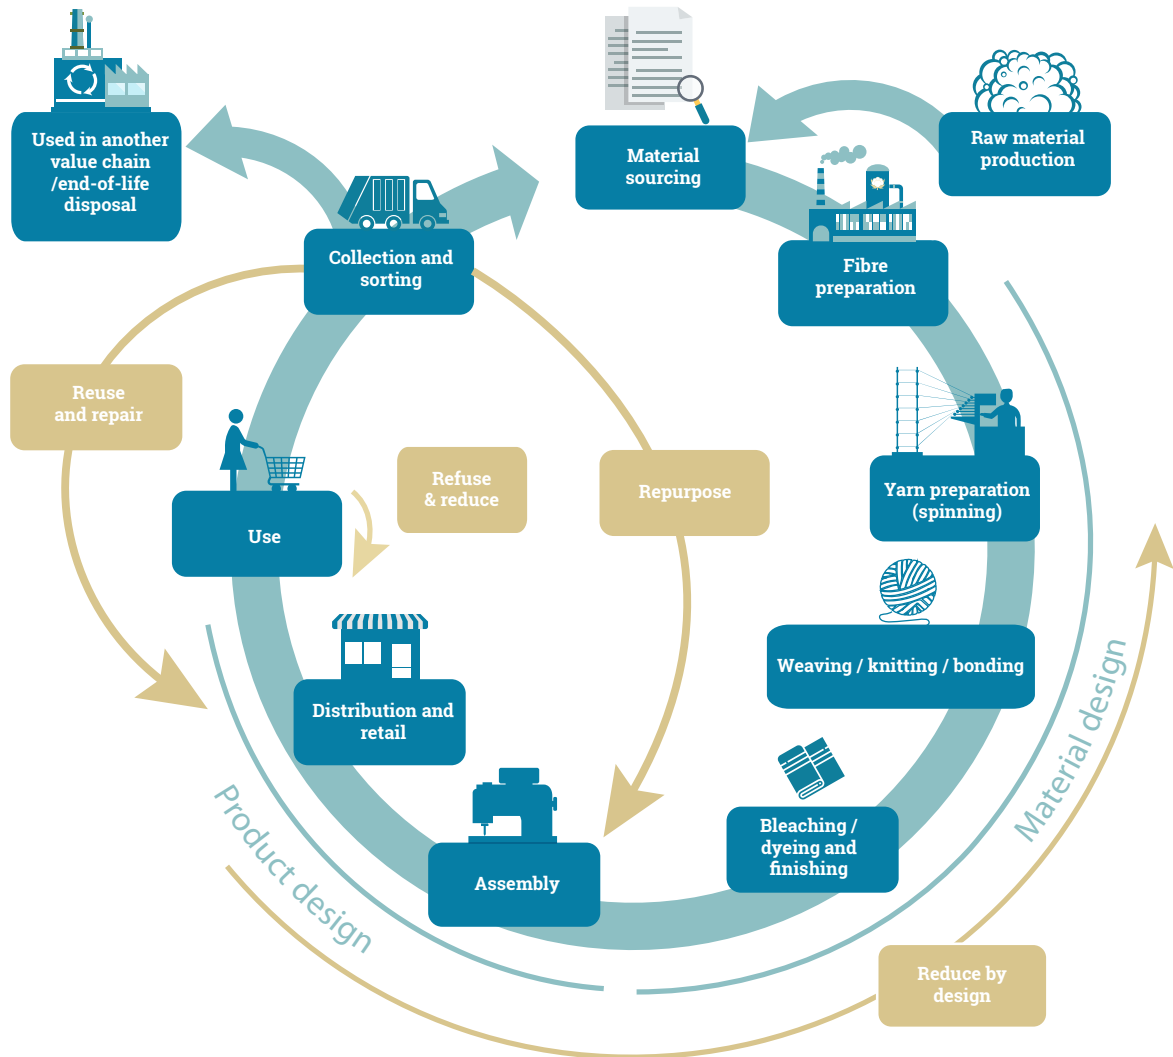 Used in another
value chain
/end-of-life
disposal
Material
sourcing
Raw material
production
Collection and
sorting
Fibre
preparation
Reuse
and repair
Refuse
& reduce
Repurpose
Yarn preparation
(spinning)
Use
Weaving / knitting / bonding
Distribution and
retail
Bleaching /
dyeing and
finishing
Assembly
Product design
Material design
Reduce by
design